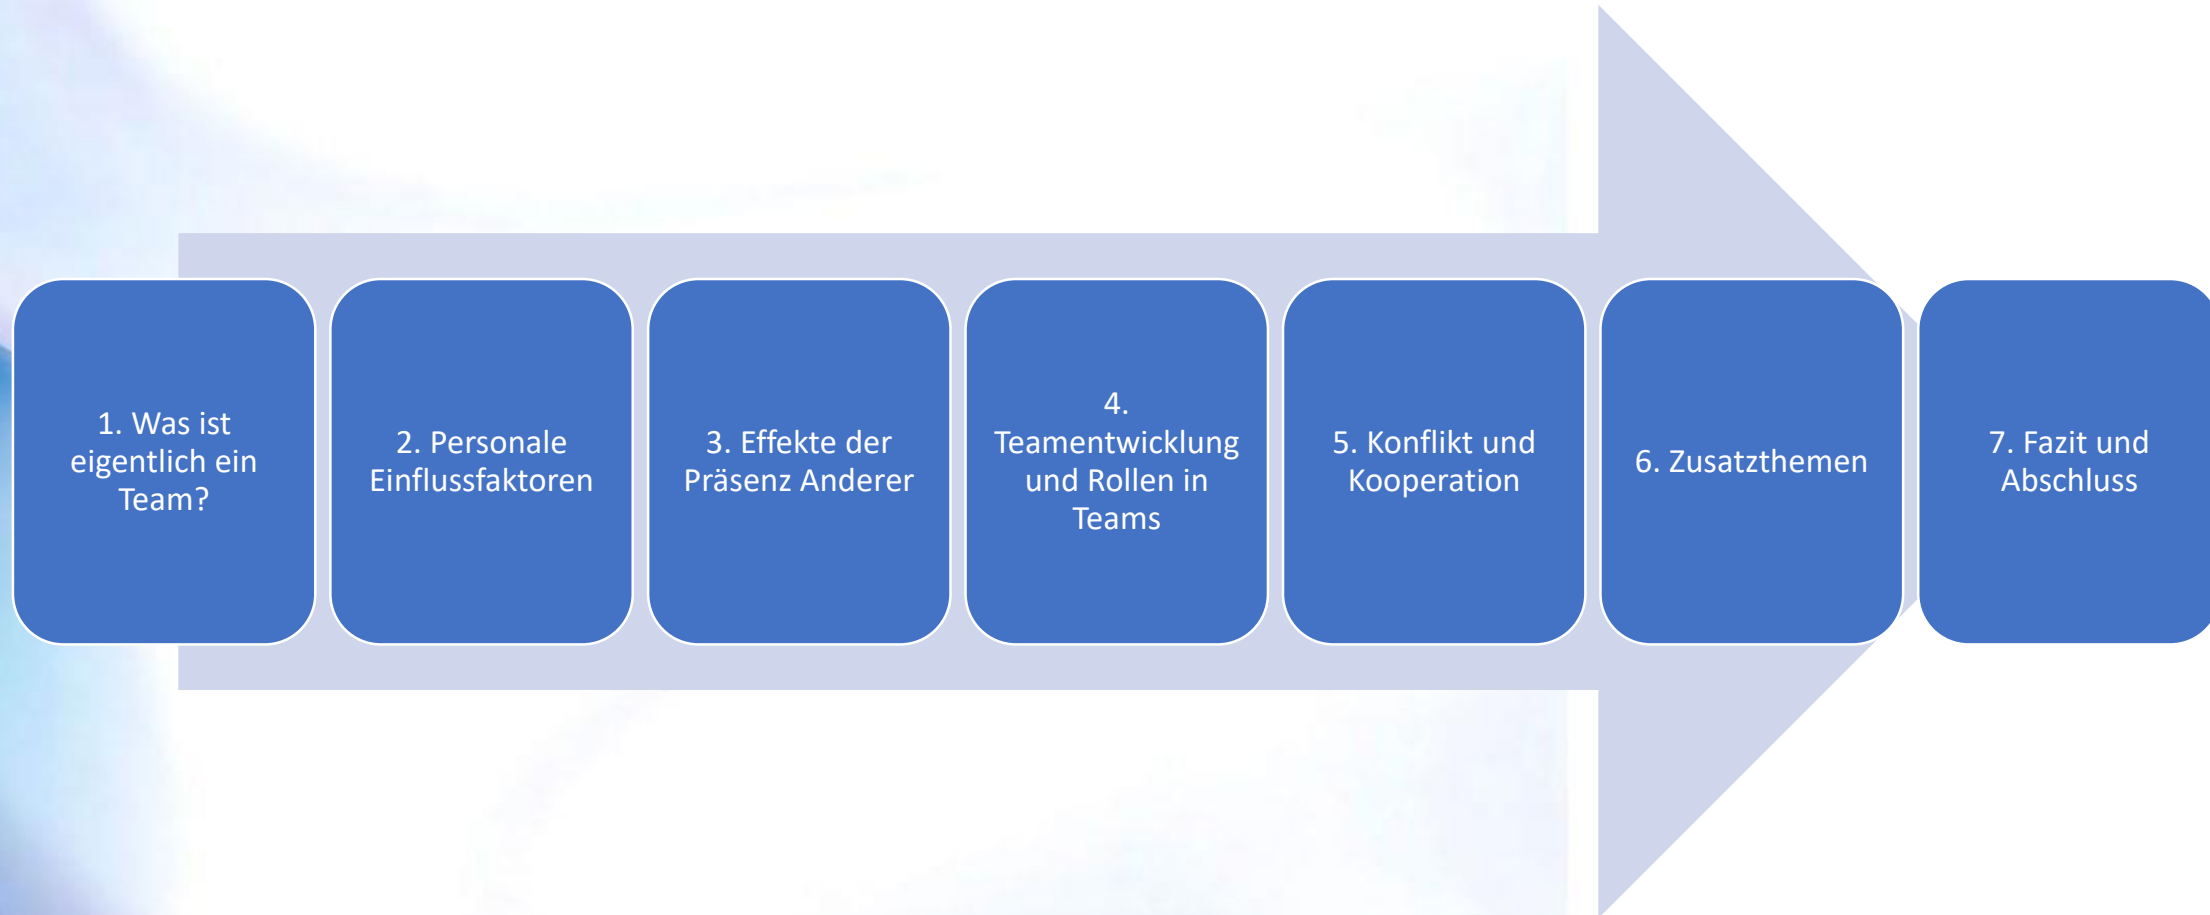 1. Was ist
eigentlich ein
Team?
2. Personale
Einflussfaktoren
3. Effekte der
Präsenz Anderer
4.
Teamentwicklung
und Rollen in
Teams
5. Konflikt und
Kooperation
6. Zusatzthemen
7. Fazit und
Abschluss